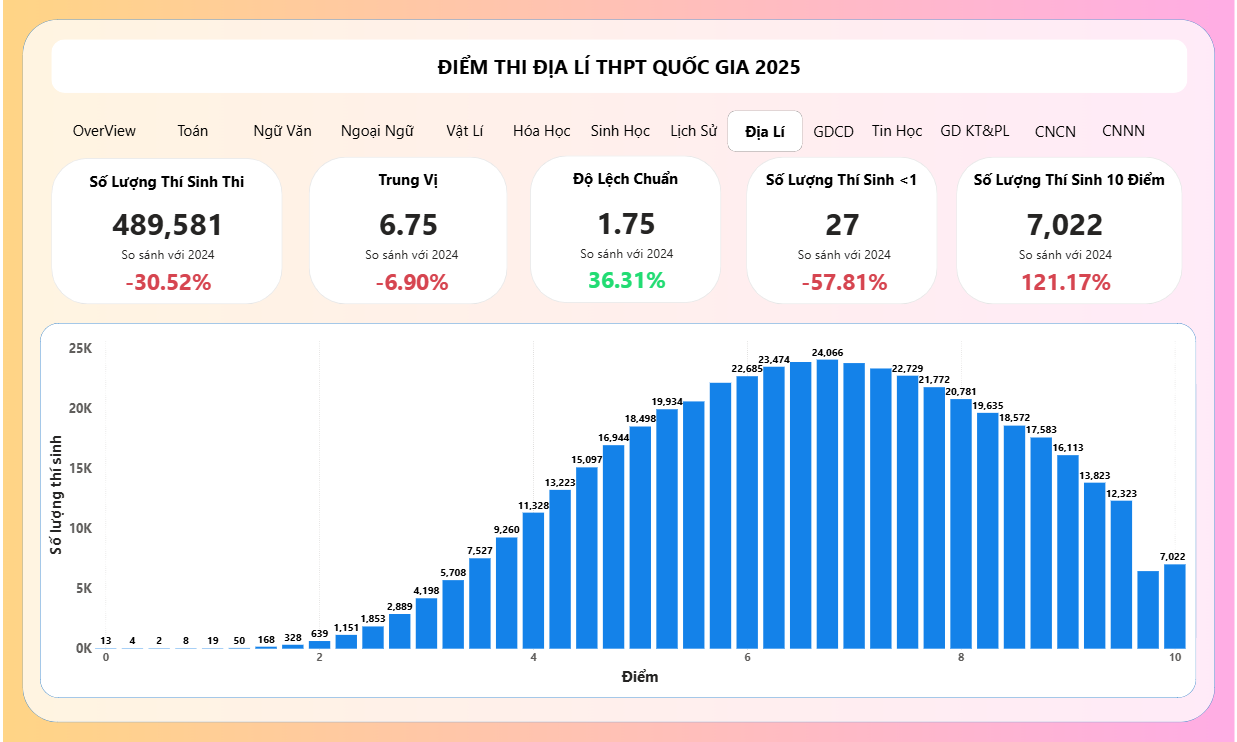 ĐIỂM THI ĐỊA LÍ THPT QUỐC GIA 2025
OverView Toán Ngữ Văn Ngoại Ngữ Vật Lí Hóa Học Sinh Học Lịch Sử Địa Lí GDCD Tin Học GD KT&PL CNCN CNNN
Số Lượng Thí Sinh Thi
489,581
So sánh với 2024
-30.52%
Trung Vị
6.75
So sánh với 2024
-6.90%
Độ Lệch Chuẩn
1.75
So sánh với 2024
36.31%
Số Lượng Thí Sinh <1
27
So sánh với 2024
-57.81%
Số Lượng Thí Sinh 10 Điểm
7,022
So sánh với 2024
121.17%
Số lượng thí sinh
25K
20K
15K
10K
5K
0K
13 4 2 8 19 50 168 328 639 1,151 1,853 2,889 4,198 5,708 7,527 9,260 11,328 13,223 15,097 16,944 18,498 19,934 22,685 23,474 24,066 22,729 21,772 20,781 19,635 18,572 17,583 16,113 13,823 12,323 7,022
0 2 4 6 8 10
Điểm